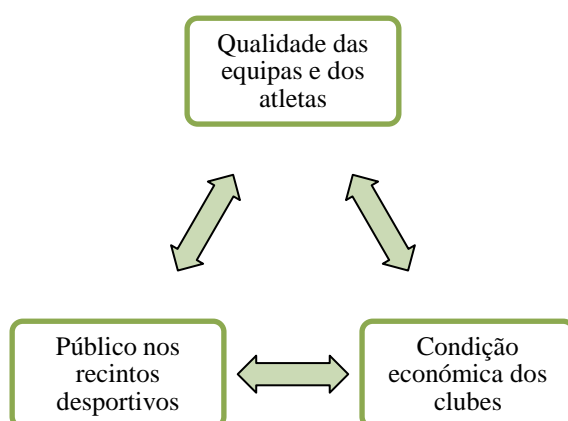 Qualidade das
equipas e dos
atletas
Público nos
recintos
desportivos
Condição
económica dos
clubes